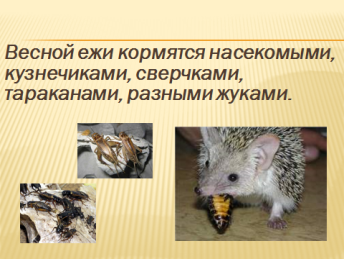 Весной ежи кормятся насекомыми,
кузнечиками, сверчками,
тараканами, разными жуками.